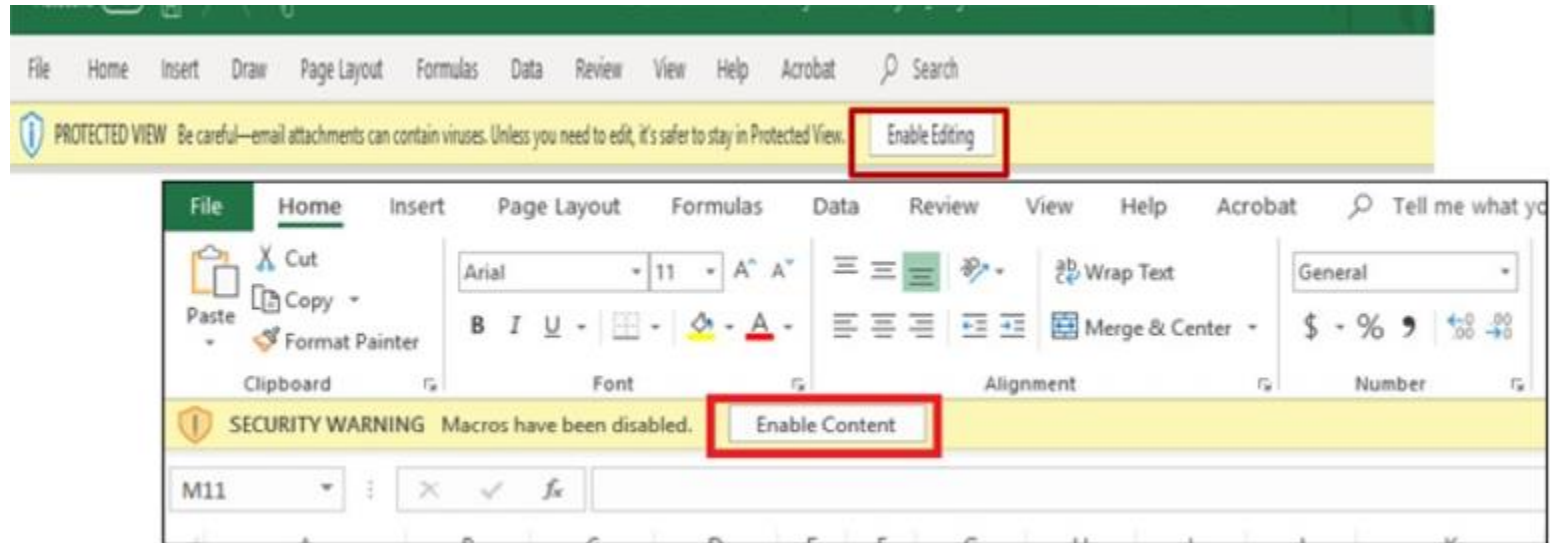 File Home Insert Draw Page Layout Formulas Data Review View Help Acrobat Search
PROTECTED VIEW Be careful—email attachments can contain viruses. Unless you need to edit, it's safer to stay in Protected View. Enable Editing
File Home Insert Page Layout Formulas Data Review View Help Acrobat Tell me what
Cut
Arial 11 A^ Aˇ ab Wrap Text General
Copy
Paste
Format Painter B I U A Merge & Center $ % 9 .00 .00
Clipboard Font Alignment Number
SECURITY WARNING Macros have been disabled. Enable Content
M11 fx